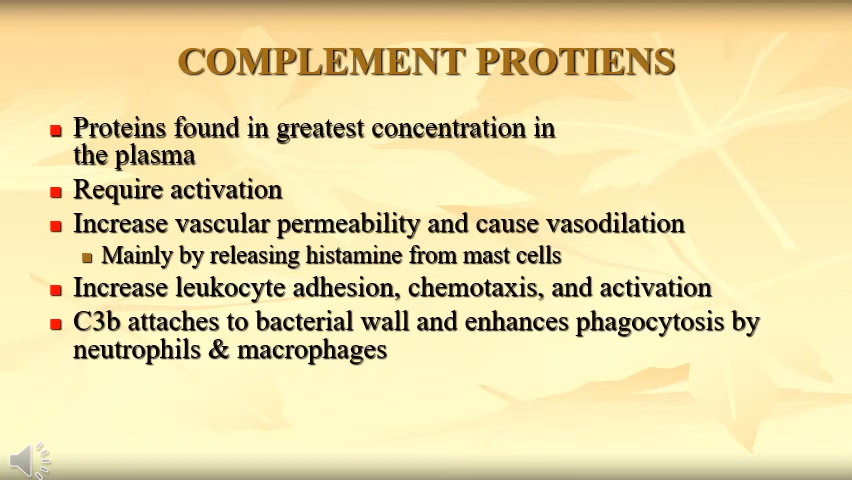 COMPLEMENT PROTIENS
Proteins found in greatest concentration in
the plasma
Require activation
Increase vascular permeability and cause vasodilation
Mainly by releasing histamine from mast cells
Increase leukocyte adhesion, chemotaxis, and activation
C3b attaches to bacterial wall and enhances phagocytosis by
neutrophils & macrophages